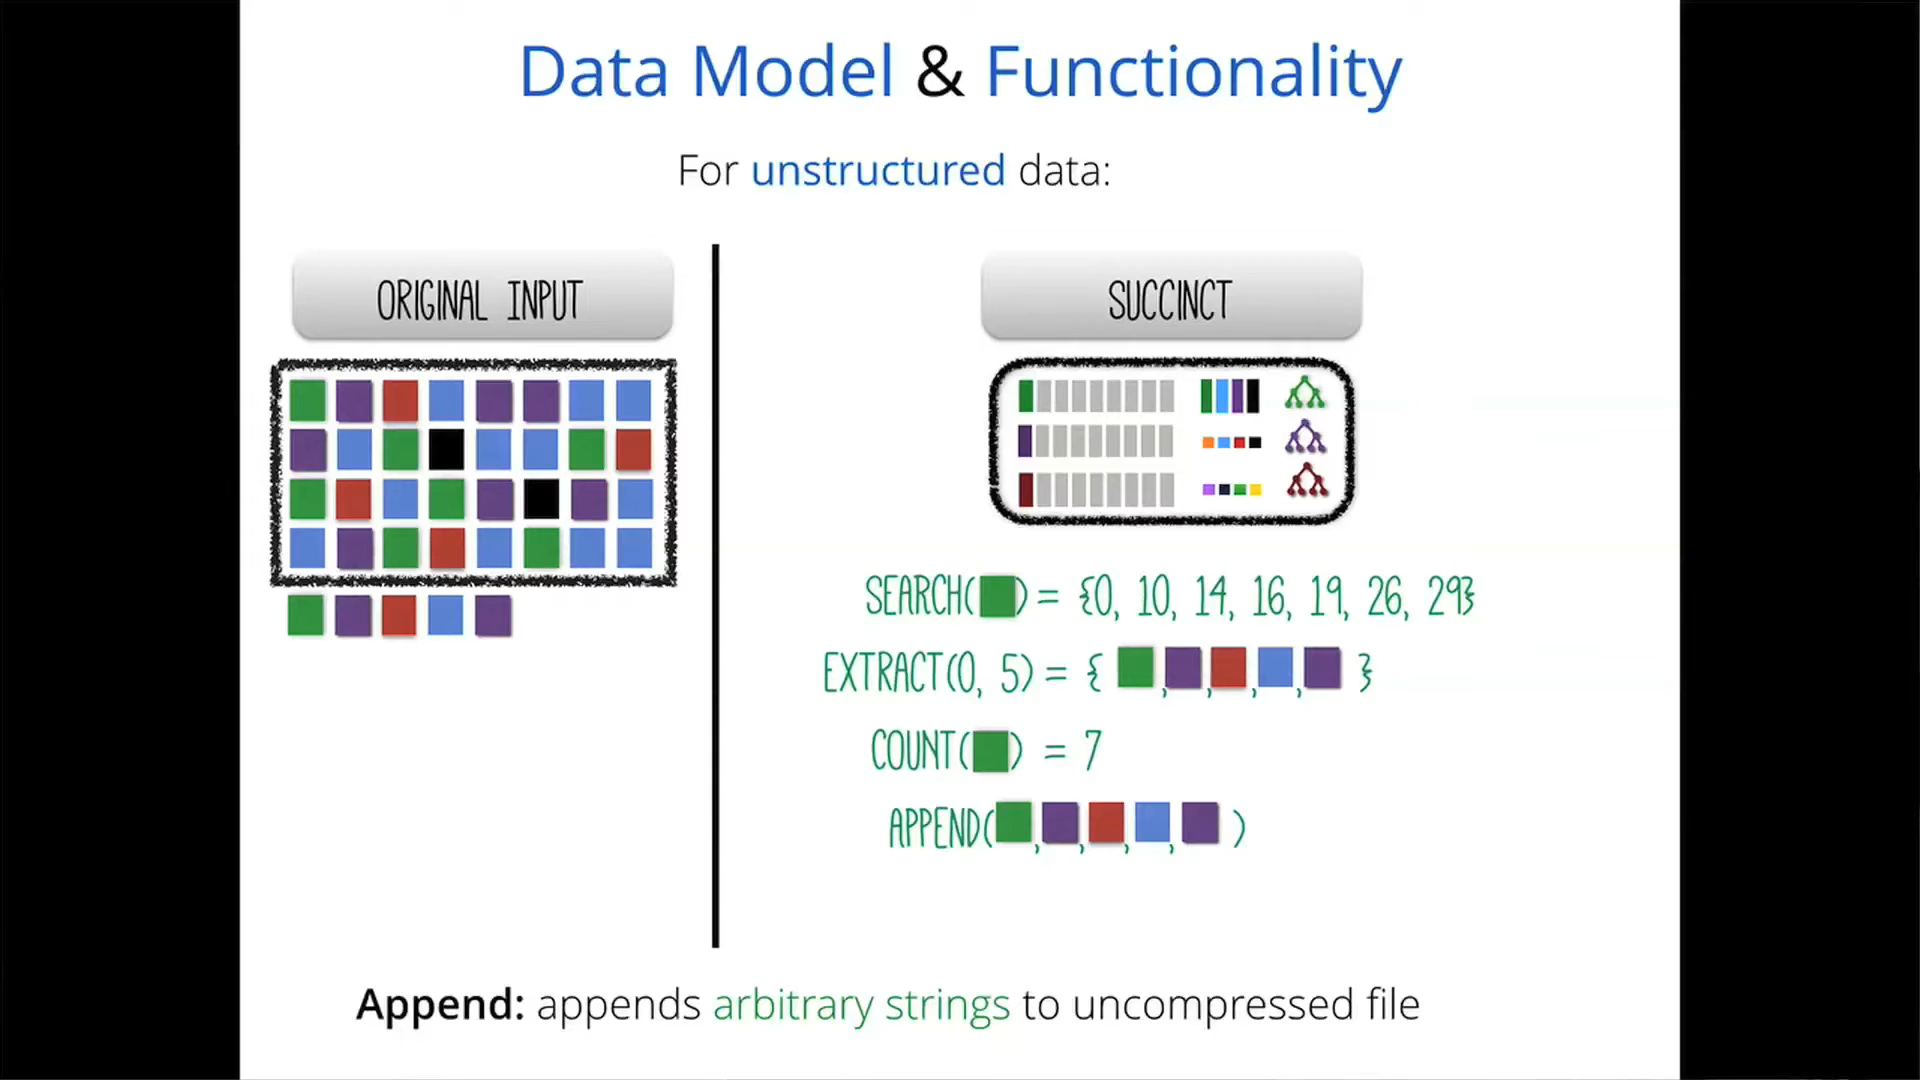 Data Model & Functionality
For unstructured data:
ORIGINAL INPUT
SUCCINCT
SEARCH( ) = {0, 10, 14, 16, 19, 26, 29}
EXTRACT(0, 5) = { , , , , }
COUNT( ) = 7
APPEND( , , , , )
Append: appends arbitrary strings to uncompressed file